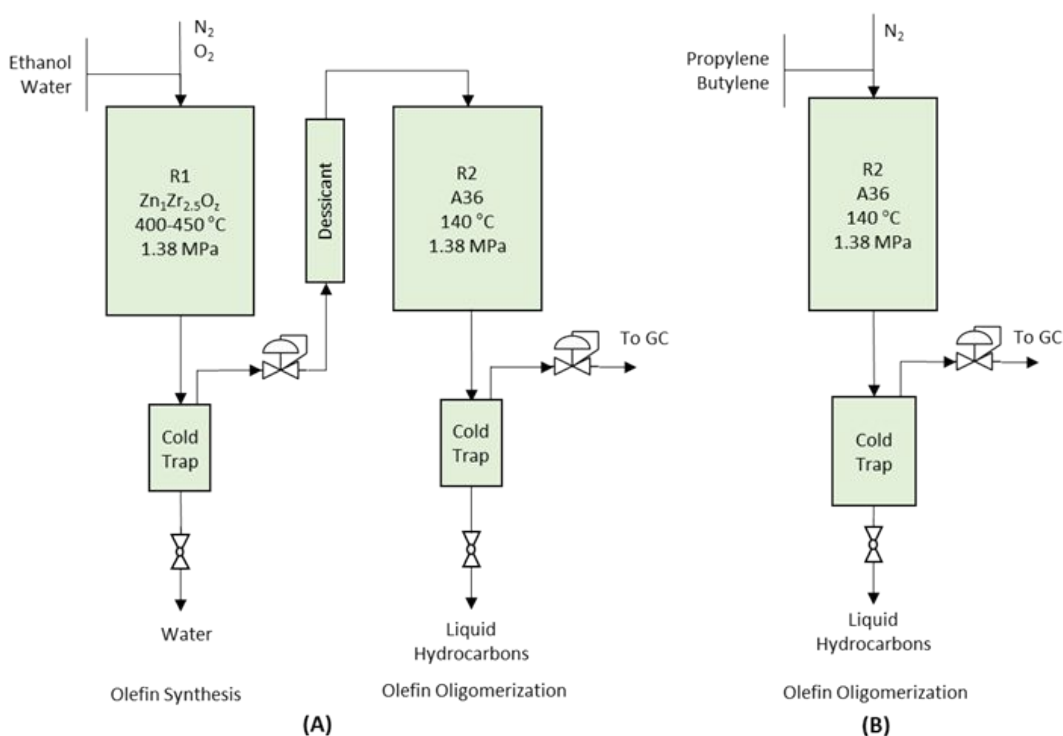 N₂
O₂
Ethanol
Water
R1
Zn₁Zr₂.₅O_z
400-450 °C
1.38 MPa
Cold
Trap
Water
Olefin Synthesis
Dessicant
R2
A36
140 °C
1.38 MPa
To GC
Cold
Trap
Liquid
Hydrocarbons
Olefin Oligomerization
(A)
N₂
Propylene
Butylene
R2
A36
140 °C
1.38 MPa
To GC
Cold
Trap
Liquid
Hydrocarbons
Olefin Oligomerization
(B)